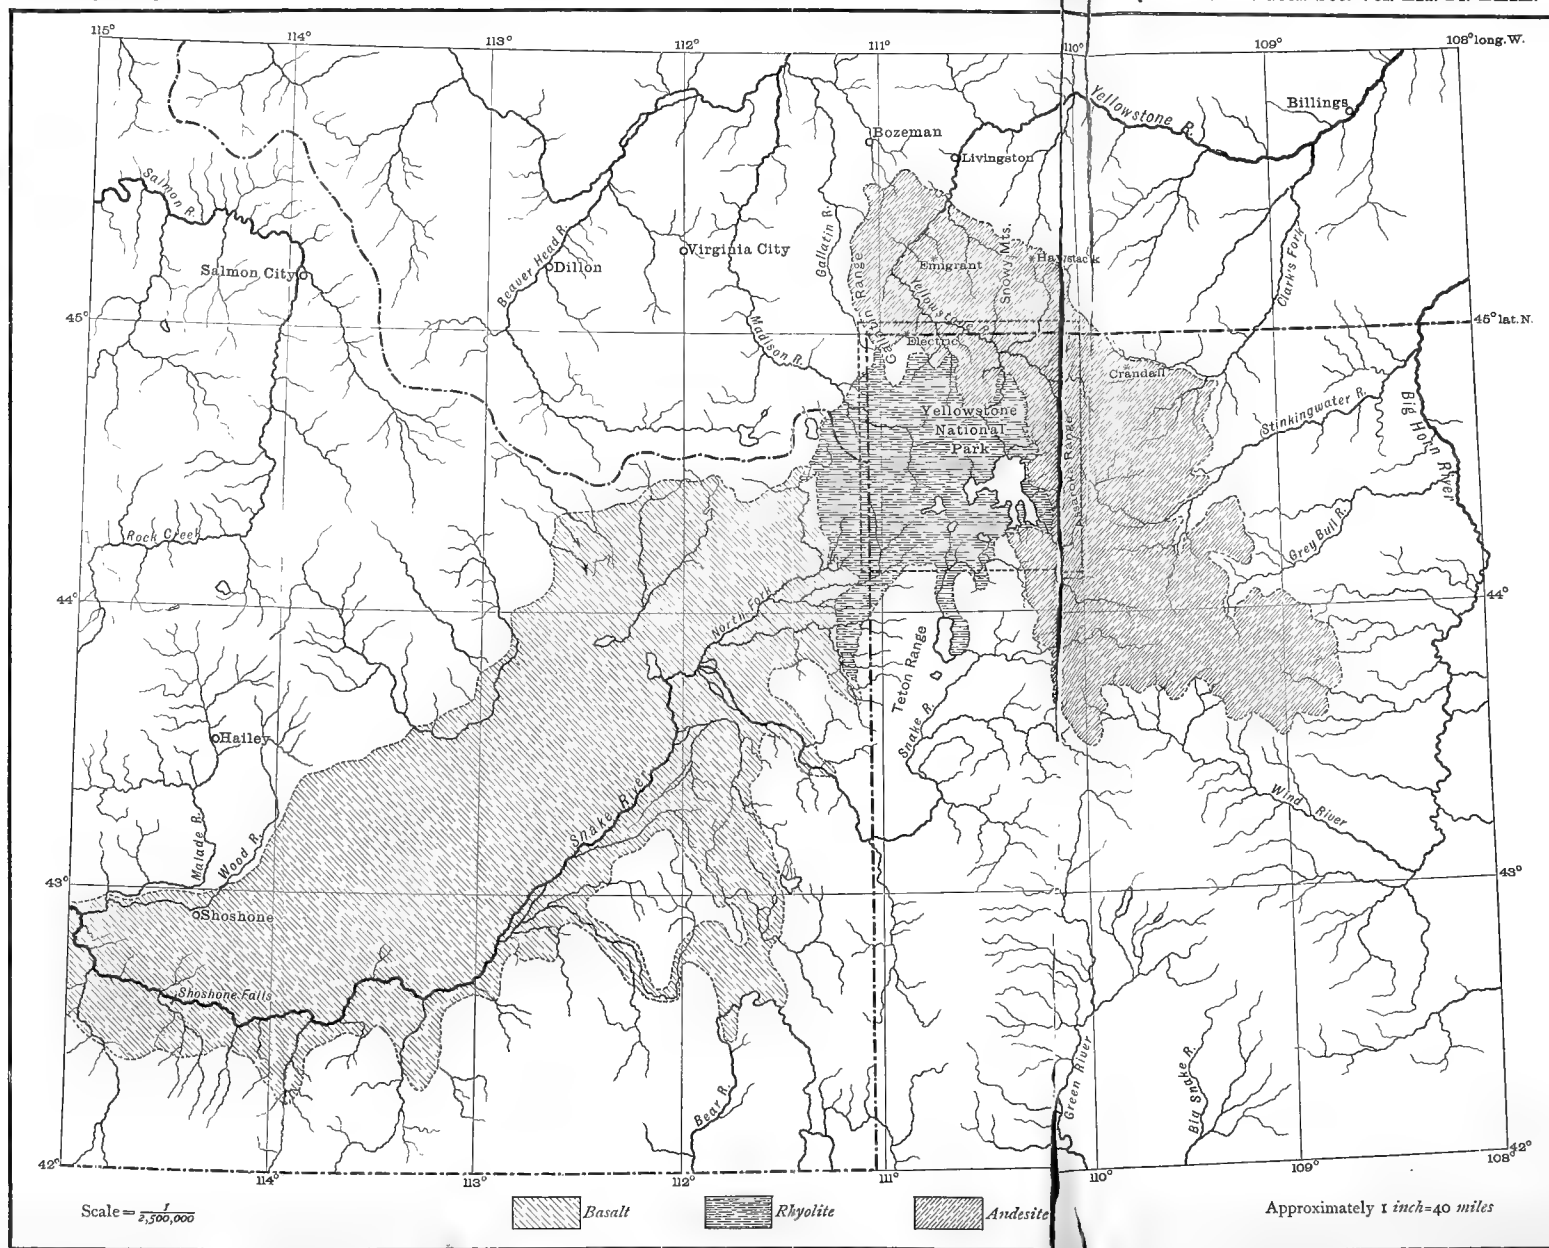 115°
114°
113°
112°
111°
110°
109°
108° long. W.
Billings
Yellowstone R.
Bozeman
Livingston
Salmon R.
Gallatin R.
Snowy Mts.
Clark's Fork
Beaver Head R.
Virginia City
Dillon
Salmon City
Emigrant
Haystack
Gallatin Range
Yellowstone R.
45°
45° lat. N.
Madison R.
Electric
Crandall
Yellowstone
National
Park
Absaroka Range
Stinkingwater R.
Big Horn River
Rock Creek
Grey Bull R.
44°
44°
North Fork
Teton Range
Snake R.
Hailey
Snake River
Wind River
Malade R.
Wood R.
43°
43°
Shoshone
Shoshone Falls
Green River
Big Snake R.
Bear R.
42°
42°
114°
113°
112°
111°
110°
109°
108°
Scale = 1/2,500,000
Basalt
Rhyolite
Andesite
Approximately 1 inch=40 miles